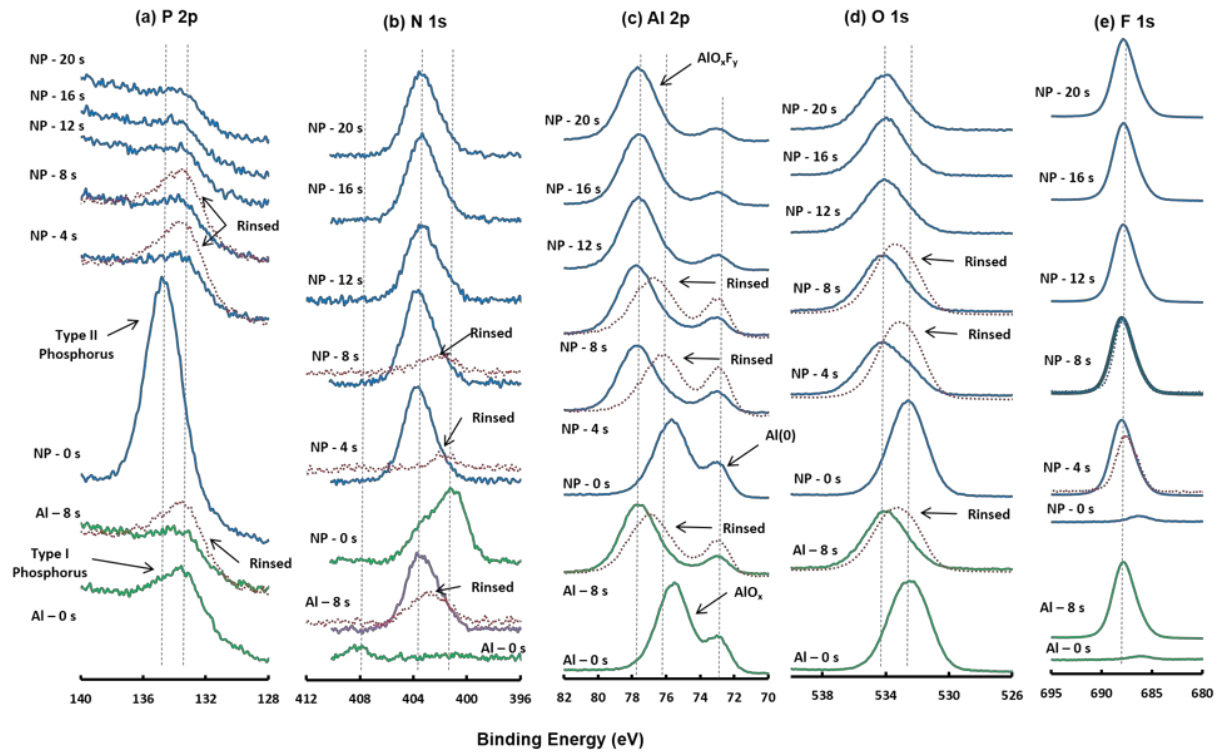 (a) P 2p
NP - 20 s
NP - 16 s
NP - 12 s
NP - 8 s
Rinsed
NP - 4 s
Type II
Phosphorus
NP - 0 s
Al – 8 s
Rinsed
Type I
Phosphorus
Al – 0 s
140 136 132 128
(b) N 1s
NP - 20 s
NP - 16 s
NP - 12 s
Rinsed
NP - 8 s
Rinsed
NP - 4 s
NP - 0 s
Rinsed
Al – 8 s
Al – 0 s
412 408 404 400 396
(c) Al 2p
AlOxFy
NP - 20 s
NP - 16 s
NP - 12 s
Rinsed
NP - 8 s
Rinsed
NP - 4 s
Al(0)
NP - 0 s
Rinsed
Al – 8 s
AlOx
Al – 0 s
82 80 78 76 74 72 70
(d) O 1s
NP - 20 s
NP - 16 s
NP - 12 s
Rinsed
NP - 8 s
Rinsed
NP - 4 s
NP - 0 s
Rinsed
Al – 8 s
Al – 0 s
538 534 530 526
(e) F 1s
NP - 20 s
NP - 16 s
NP - 12 s
NP - 8 s
NP - 4 s
NP - 0 s
Al – 8 s
Al – 0 s
695 690 685 680
Binding Energy (eV)